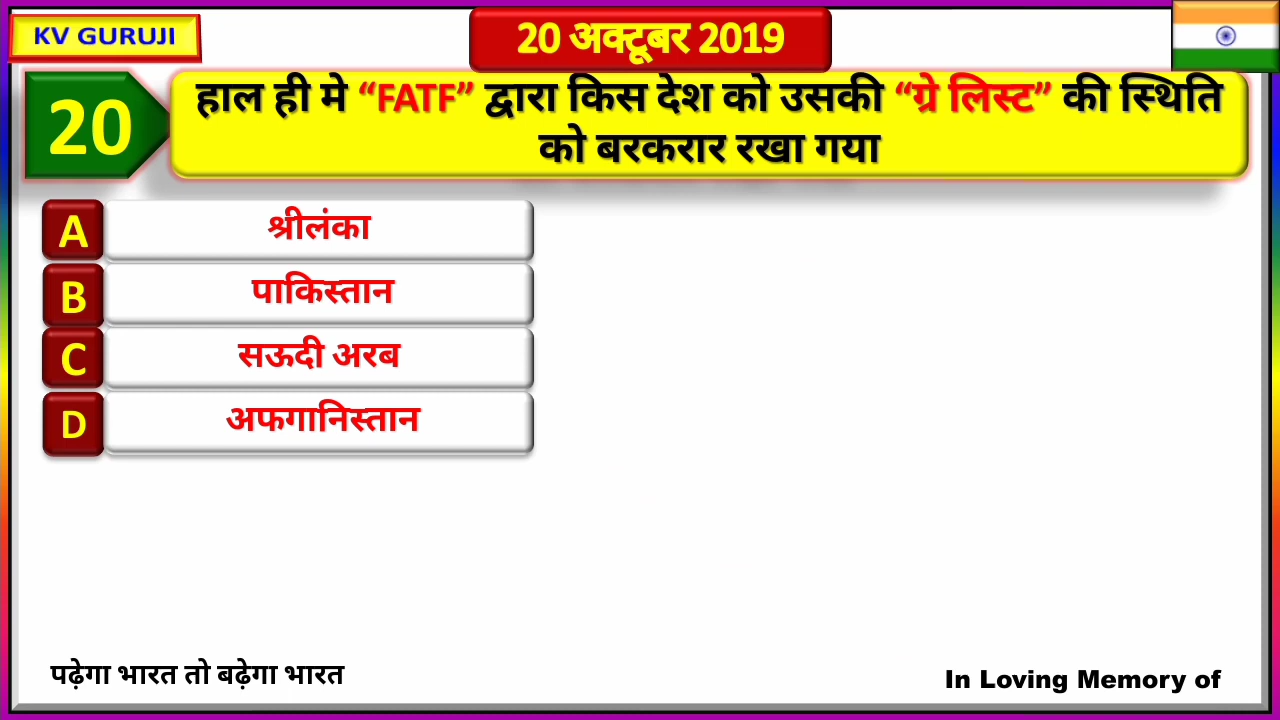 KV GURUJI
20 अक्टूबर 2019
20
हाल ही मे “FATF” द्वारा किस देश को उसकी “ग्रे लिस्ट” की स्थिति
को बरकरार रखा गया
A श्रीलंका
B पाकिस्तान
C सऊदी अरब
D अफगानिस्तान
पढ़ेगा भारत तो बढ़ेगा भारत
In Loving Memory of